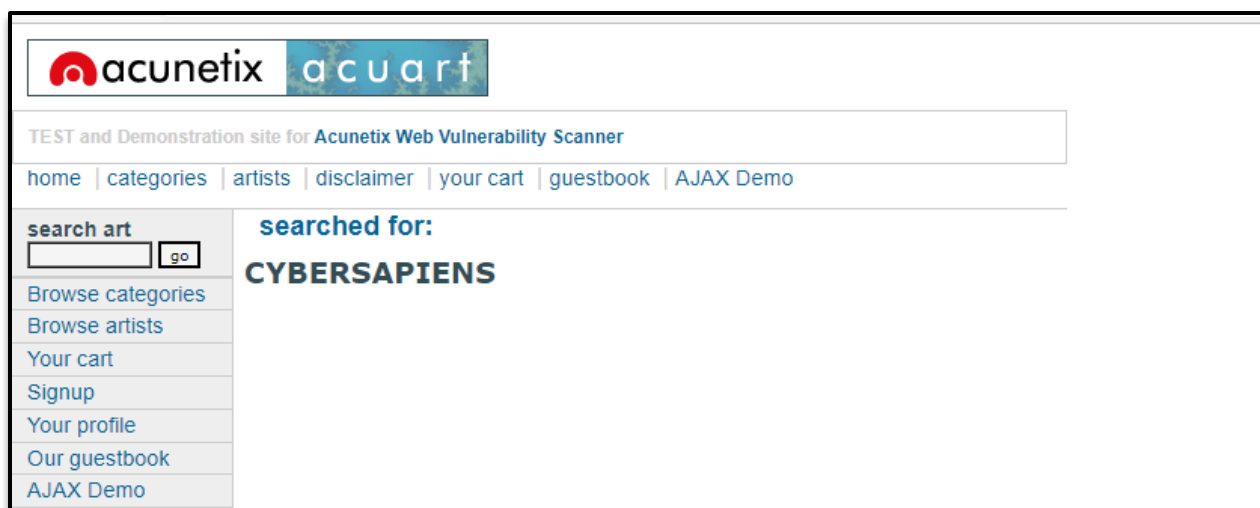 acunetix acuart
TEST and Demonstration site for Acunetix Web Vulnerability Scanner
home | categories | artists | disclaimer | your cart | guestbook | AJAX Demo
search art
go
Browse categories
Browse artists
Your cart
Signup
Your profile
Our guestbook
AJAX Demo
searched for:
CYBERSAPIENS